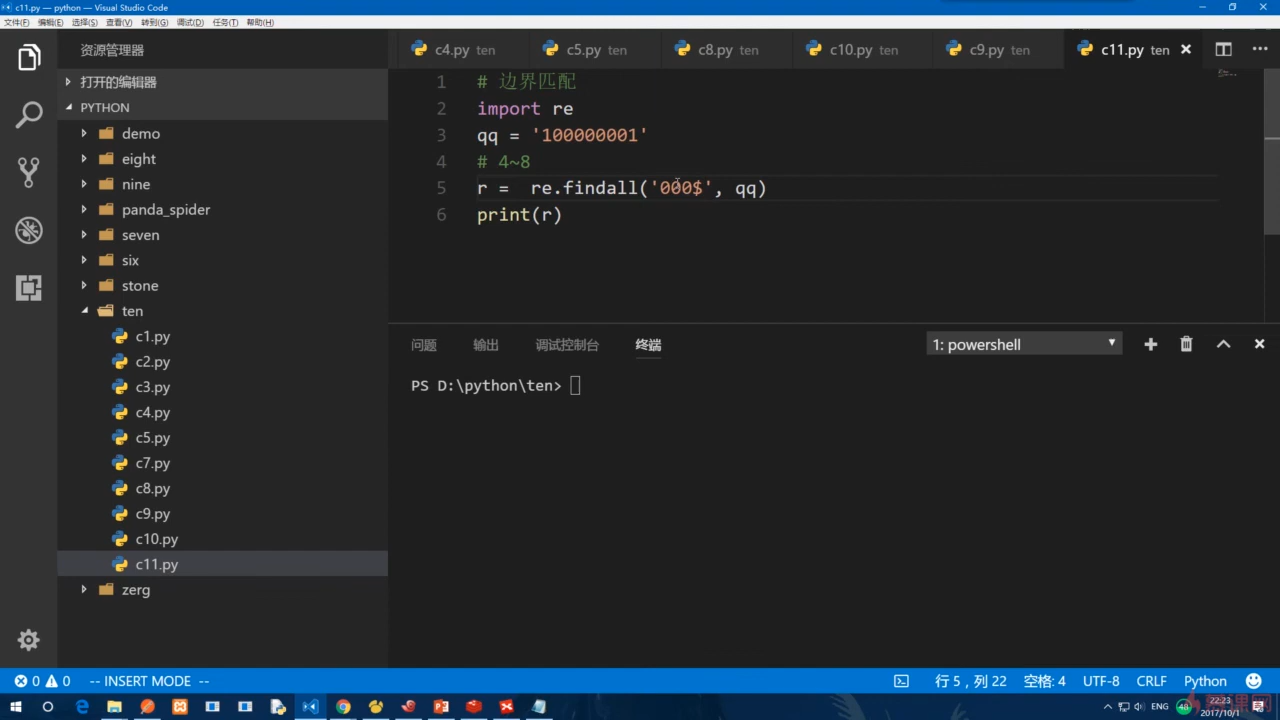 c11.py — python — Visual Studio Code
文件(F) 编辑(E) 选择(S) 查看(V) 转到(G) 调试(D) 任务(T) 帮助(H)
资源管理器
打开的编辑器
PYTHON
demo
eight
nine
panda_spider
seven
six
stone
ten
c1.py
c2.py
c3.py
c4.py
c5.py
c7.py
c8.py
c9.py
c10.py
c11.py
zerg
c4.py ten c5.py ten c8.py ten c10.py ten c9.py ten c11.py ten
1 # 边界匹配
2 import re
3 qq = '100000001'
4 # 4~8
5 r =  re.findall('000$', qq)
6 print(r)
问题 输出 调试控制台 终端 1: powershell
PS D:\python\ten>
0 0 -- INSERT MODE -- 行 5，列 22 空格: 4 UTF-8 CRLF Python
ENG 48 22:23
2017/10/1